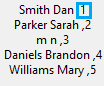 Smith Dan 1
Parker Sarah ,2
m n ,3
Daniels Brandon ,4
Williams Mary ,5